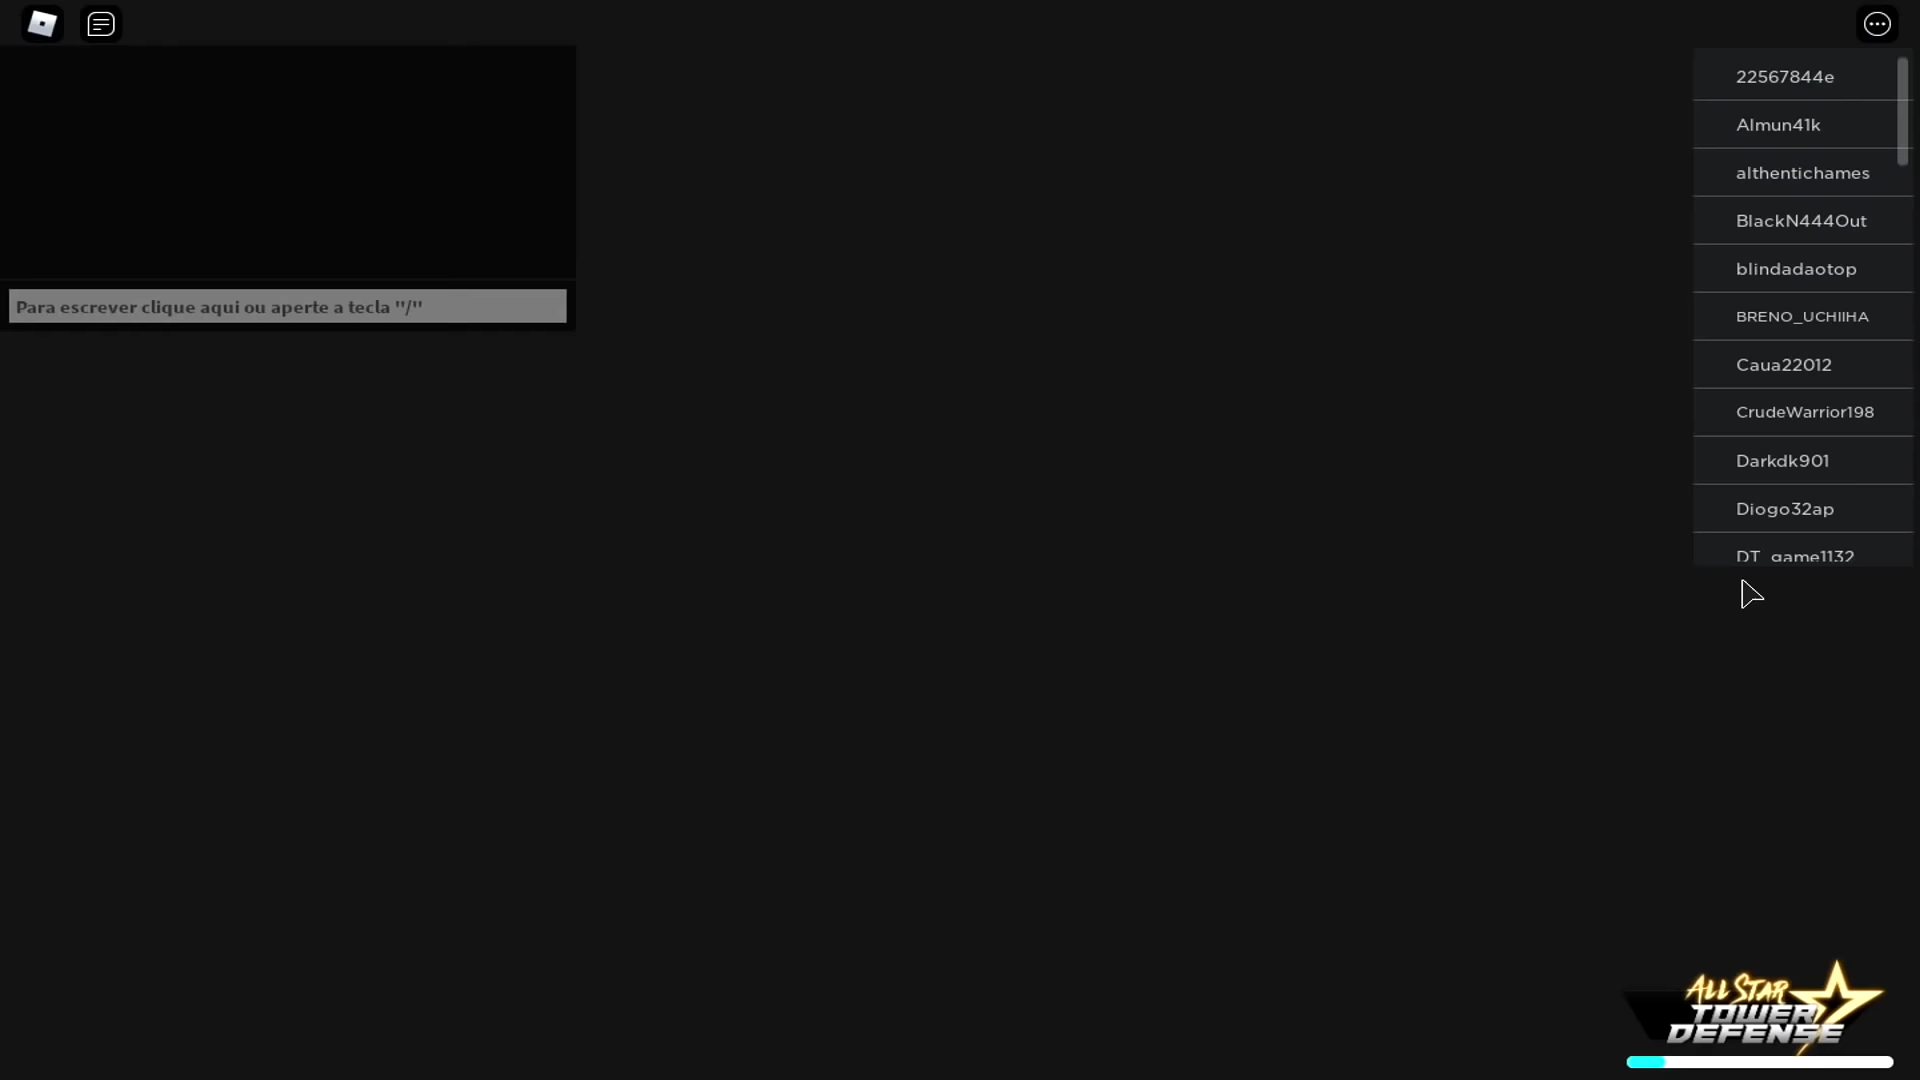 22567844e
Almun41k
althentichames
BlackN444Out
blindadaotop
Para escrever clique aqui ou aperte a tecla "/"
BRENO_UCHIIHA
Caua22012
CrudeWarrior198
Darkdk901
Diogo32ap
DT_game1132
ALL STAR
TOWER
DEFENSE